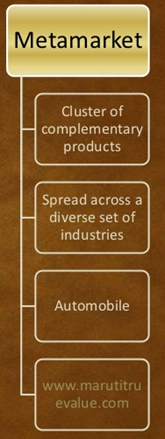 Metamarket
Cluster of
complementary
products
Spread across a
diverse set of
industries
Automobile
www.marutitru
evalue.com